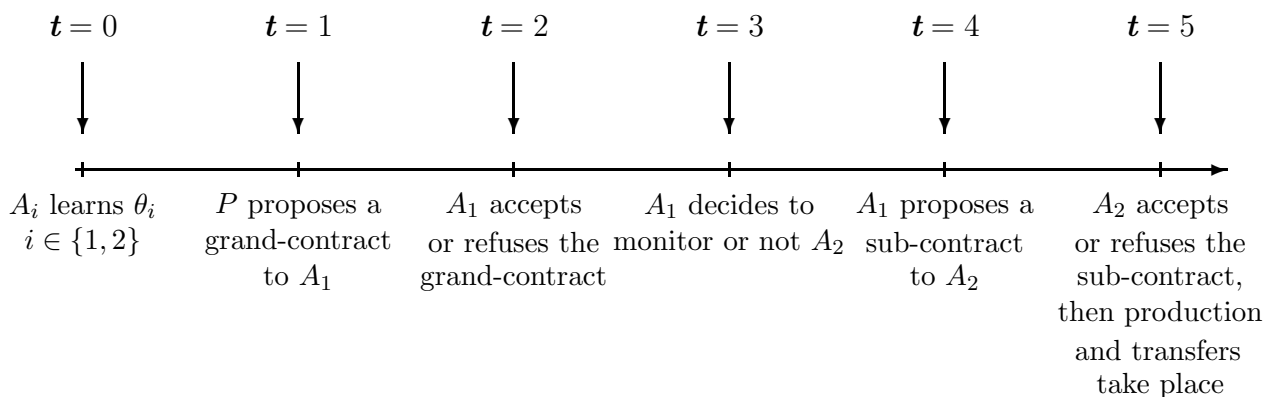 t = 0
t = 1
t = 2
t = 3
t = 4
t = 5
A_i learns θ_i
i ∈ {1, 2}
P proposes a
grand-contract
to A_1
A_1 accepts
or refuses the
grand-contract
A_1 decides to
monitor or not A_2
A_1 proposes a
sub-contract
to A_2
A_2 accepts
or refuses the
sub-contract,
then production
and transfers
take place